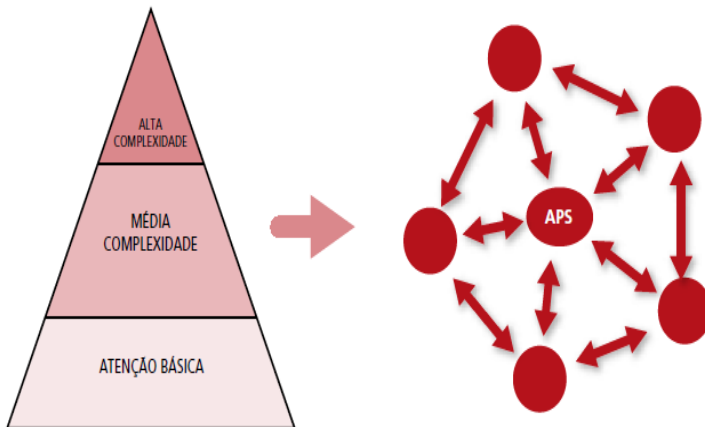 ALTA
COMPLEXIDADE
MÉDIA
COMPLEXIDADE
ATENÇÃO BÁSICA
APS